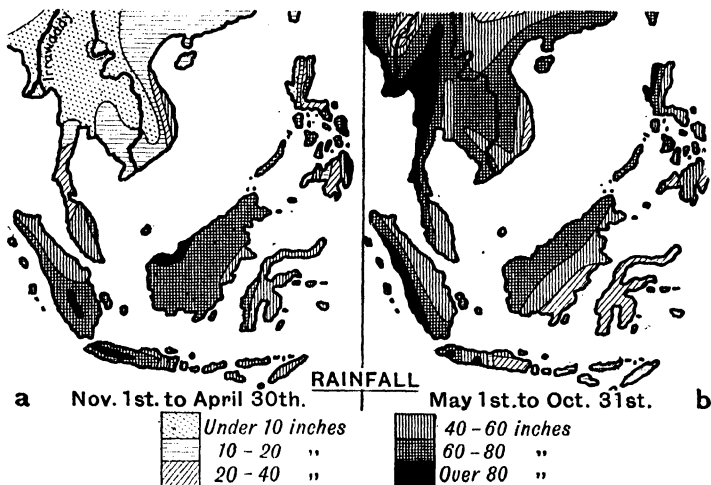 Irrawaddy
RAINFALL
a Nov. 1st. to April 30th.
May 1st. to Oct. 31st. b
Under 10 inches
10 - 20 "
20 - 40 "
40 - 60 inches
60 - 80 "
Over 80 "